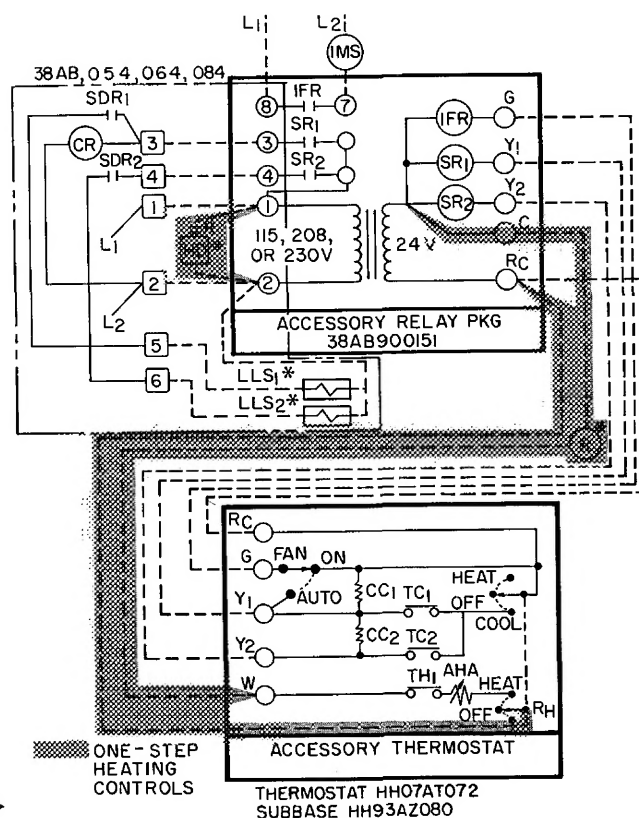 L1
L2
IMS
38AB, 054, 064, 084
SDR1
8
IFR
7
IFR
G
CR
3
3
SR1
SR1
Y1
SDR2
4
4
SR2
SR2
Y2
1
1
C
L1
115, 208,
OR 230V
24V
RC
2
2
L2
ACCESSORY RELAY PKG
38AB900151
5
LLS1*
6
LLS2*
RC
G
FAN
ON
HEAT
CC1
Y1
AUTO
TC1
OFF
COOL
CC2
Y2
TC2
W
TH1
AHA
HEAT
OFF
RH
ONE-STEP
HEATING
CONTROLS
ACCESSORY THERMOSTAT
THERMOSTAT HH07AT072
SUBBASE HH93AZ080